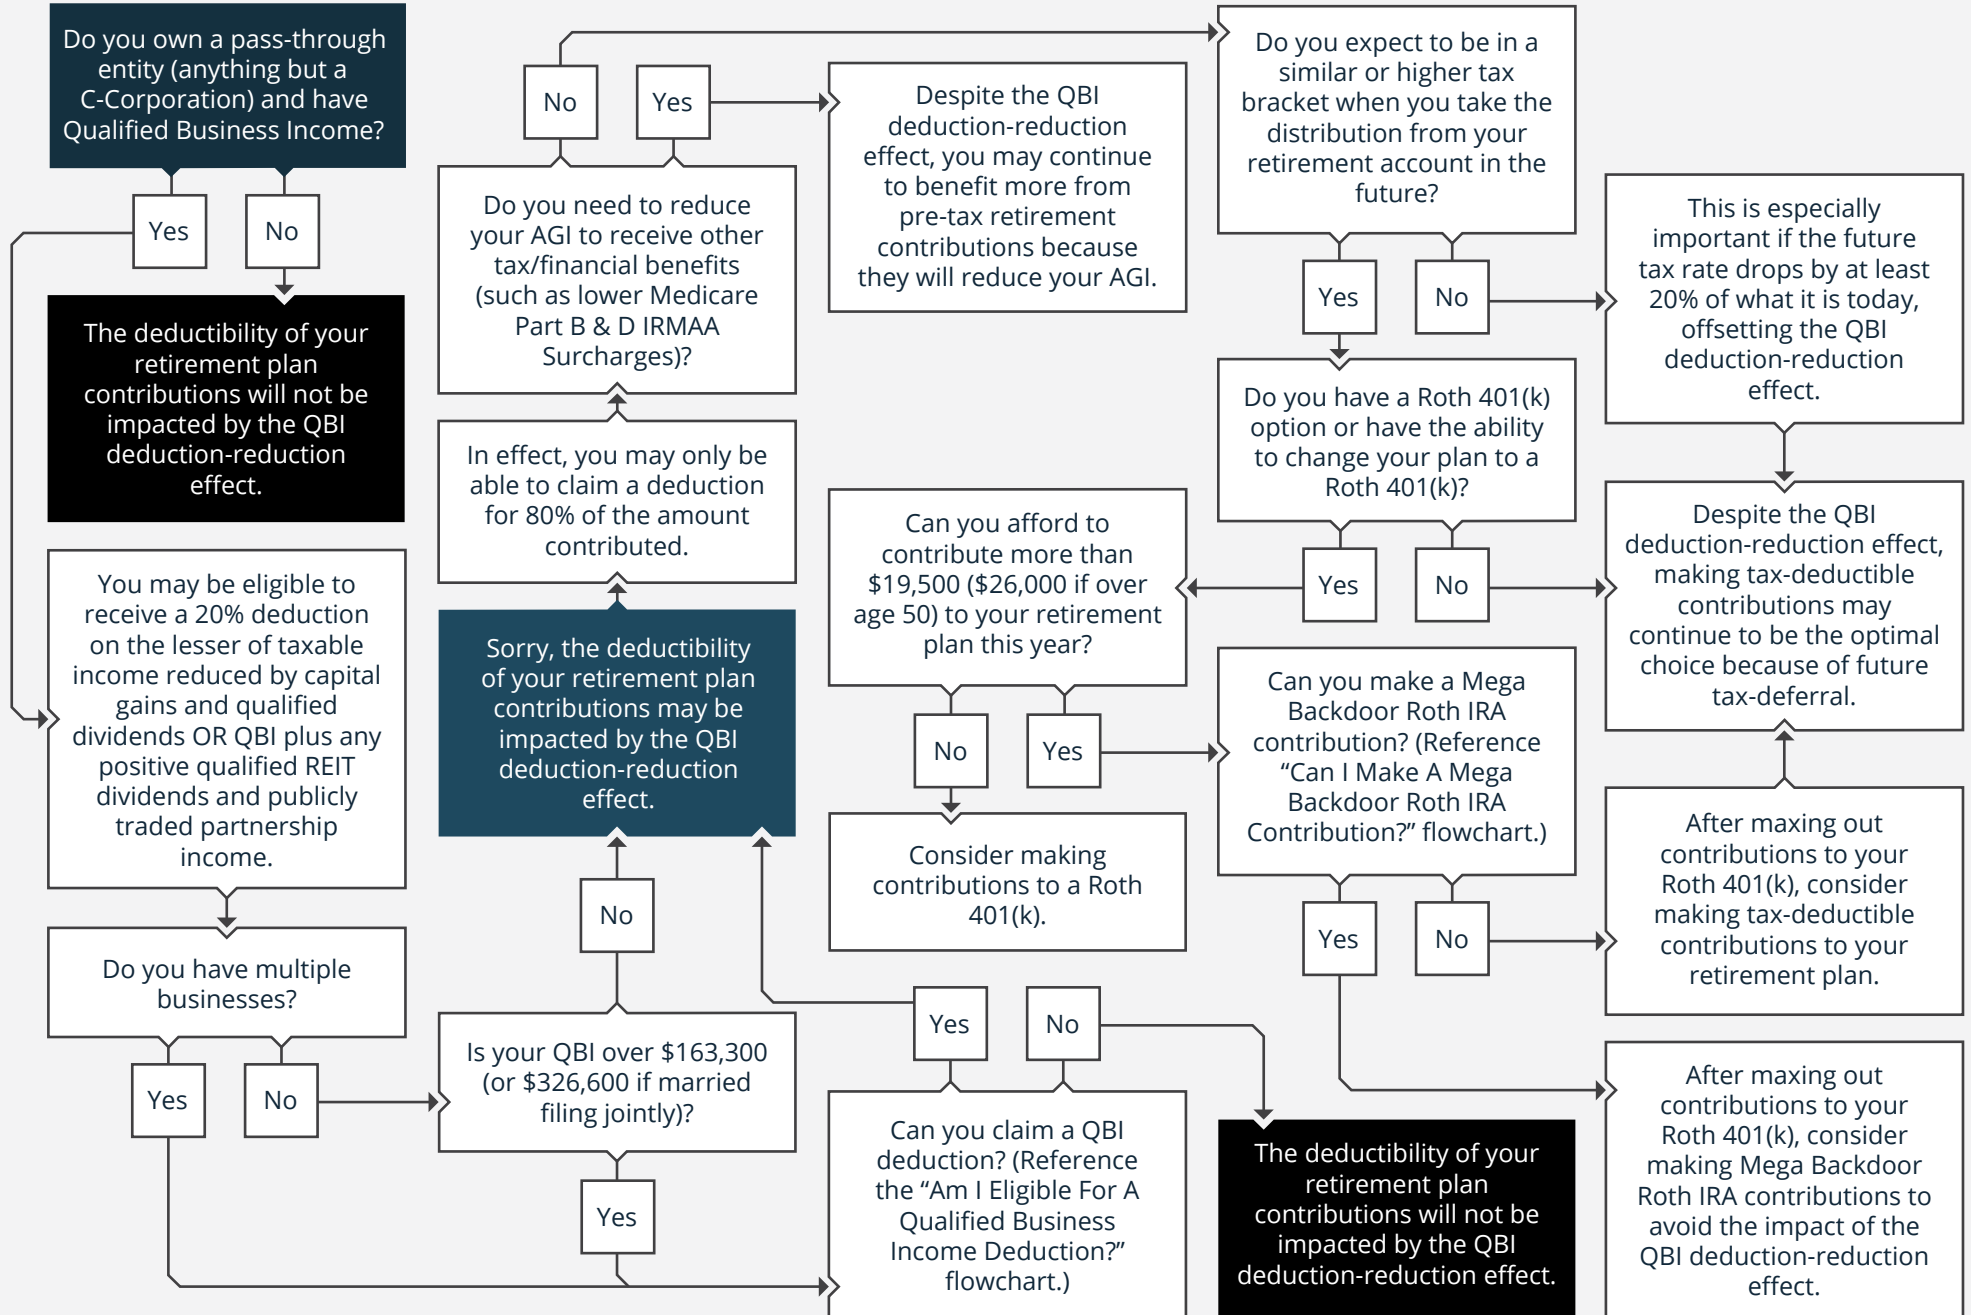 Do you own a pass-through
entity (anything but a
C-Corporation) and have
Qualified Business Income?
Yes
No
The deductibility of your
retirement plan
contributions will not be
impacted by the QBI
deduction-reduction
effect.
You may be eligible to
receive a 20% deduction
on the lesser of taxable
income reduced by capital
gains and qualified
dividends OR QBI plus any
positive qualified REIT
dividends and publicly
traded partnership
income.
Do you have multiple
businesses?
Yes
No
Is your QBI over $163,300
(or $326,600 if married
filing jointly)?
No
Yes
Sorry, the deductibility
of your retirement plan
contributions may be
impacted by the QBI
deduction-reduction
effect.
In effect, you may only be
able to claim a deduction
for 80% of the amount
contributed.
Do you need to reduce
your AGI to receive other
tax/financial benefits
(such as lower Medicare
Part B & D IRMAA
Surcharges)?
No
Yes
Despite the QBI
deduction-reduction
effect, you may continue
to benefit more from
pre-tax retirement
contributions because
they will reduce your AGI.
Can you claim a QBI
deduction? (Reference
the “Am I Eligible For A
Qualified Business
Income Deduction?”
flowchart.)
Yes
No
The deductibility of your
retirement plan
contributions will not be
impacted by the QBI
deduction-reduction effect.
Do you expect to be in a
similar or higher tax
bracket when you take the
distribution from your
retirement account in the
future?
Yes
No
This is especially
important if the future
tax rate drops by at least
20% of what it is today,
offsetting the QBI
deduction-reduction
effect.
Do you have a Roth 401(k)
option or have the ability
to change your plan to a
Roth 401(k)?
Yes
No
Despite the QBI
deduction-reduction effect,
making tax-deductible
contributions may
continue to be the optimal
choice because of future
tax-deferral.
Can you afford to
contribute more than
$19,500 ($26,000 if over
age 50) to your retirement
plan this year?
No
Yes
Consider making
contributions to a Roth
401(k).
Can you make a Mega
Backdoor Roth IRA
contribution? (Reference
“Can I Make A Mega
Backdoor Roth IRA
Contribution?” flowchart.)
Yes
No
After maxing out
contributions to your
Roth 401(k), consider
making tax-deductible
contributions to your
retirement plan.
After maxing out
contributions to your
Roth 401(k), consider
making Mega Backdoor
Roth IRA contributions to
avoid the impact of the
QBI deduction-reduction
effect.